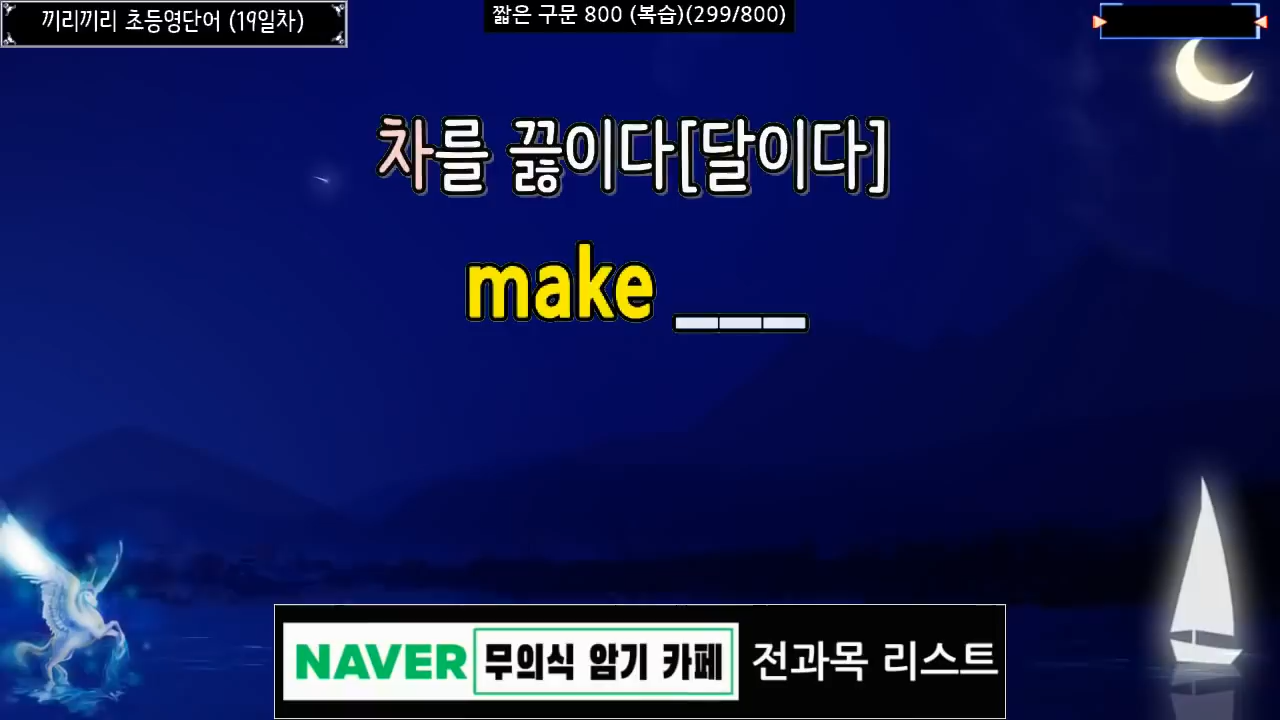 끼리끼리 초등영단어 (19일차)
짧은 구문 800 (복습)(299/800)
차를 끓이다[달이다]
make ___
NAVER 무의식 암기 카페 전과목 리스트